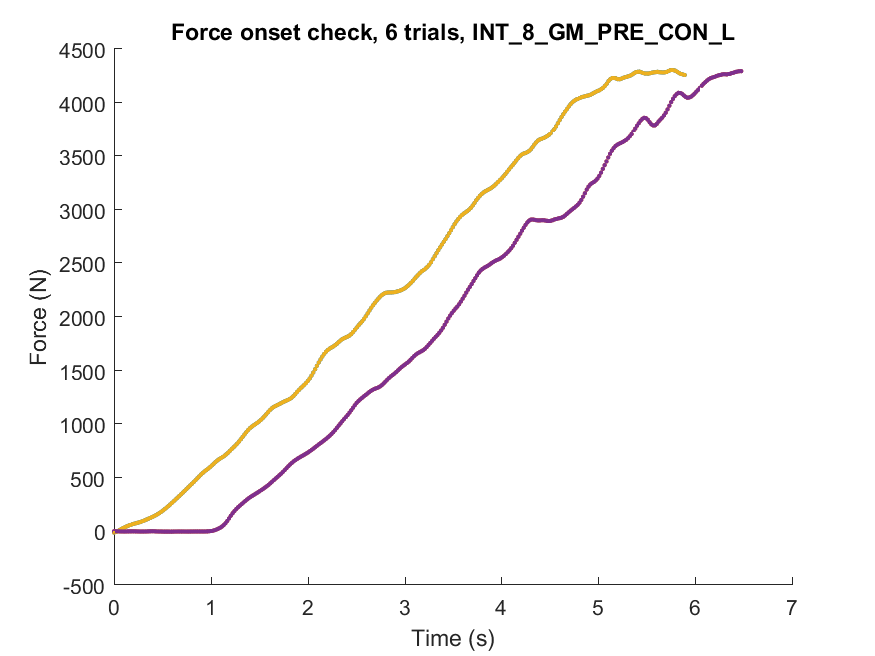 Force onset check, 6 trials, INT_8_GM_PRE_CON_L
4500
4000
3500
3000
2500
2000
1500
1000
500
0
-500
Force (N)
0 1 2 3 4 5 6 7
Time (s)